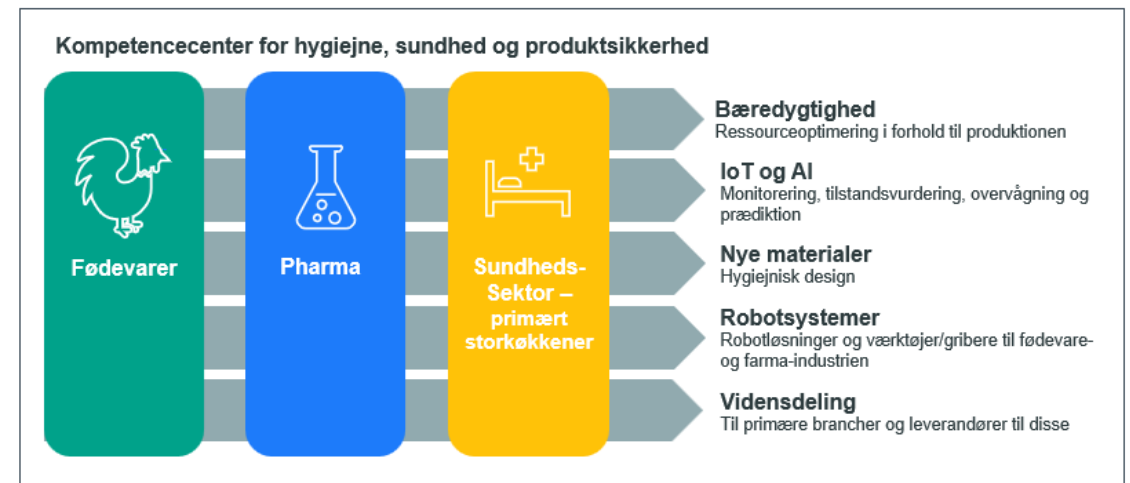 Kompetencecenter for hygiejne, sundhed og produktsikkerhed
Fødevarer
Pharma
Sundheds-
Sektor –
primært
storkøkkener
Bæredygtighed
Ressourceoptimering i forhold til produktionen
IoT og AI
Monitorering, tilstandsvurdering, overvågning og
prædiktion
Nye materialer
Hygiejnisk design
Robotsystemer
Robotløsninger og værktøjer/gribere til fødevare-
og farma-industrien
Vidensdeling
Til primære brancher og leverandører til disse